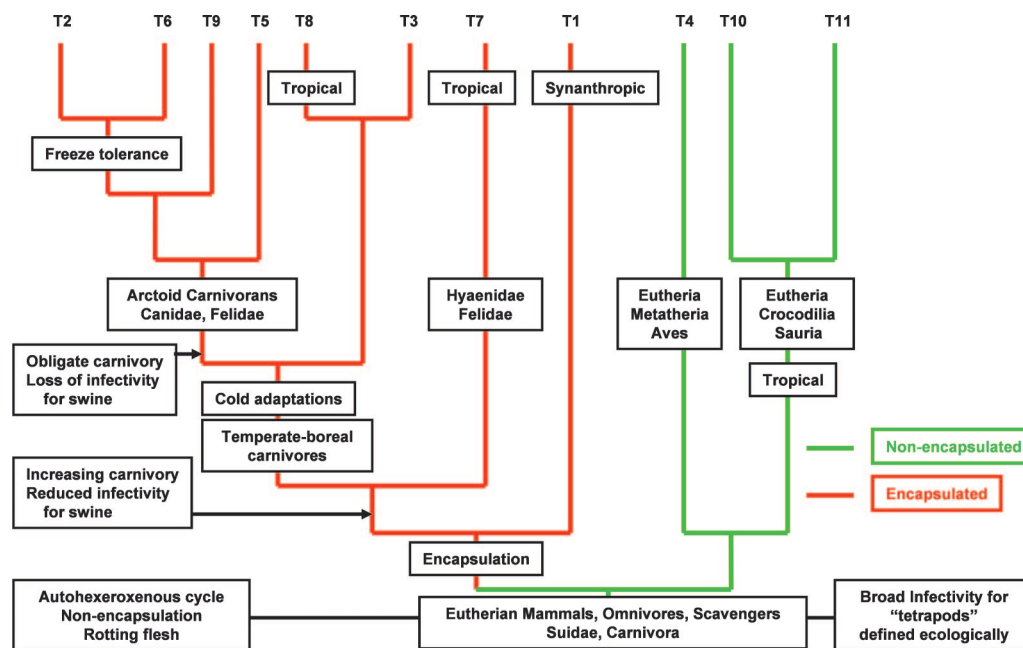 T2 T6 T9 T5 T8 T3 T7 T1 T4 T10 T11
Tropical
Tropical
Synanthropic
Freeze tolerance
Arctoid Carnivorans
Canidae, Felidae
Hyaenidae
Felidae
Eutheria
Metatheria
Aves
Eutheria
Crocodilia
Sauria
Obligate carnivory
Loss of infectivity
for swine
Tropical
Cold adaptations
Temperate-boreal
carnivores
Non-encapsulated
Increasing carnivory
Reduced infectivity
for swine
Encapsulated
Encapsulation
Autohexeroxenous cycle
Non-encapsulation
Rotting flesh
Eutherian Mammals, Omnivores, Scavengers
Suidae, Carnivora
Broad Infectivity for
“tetrapods”
defined ecologically